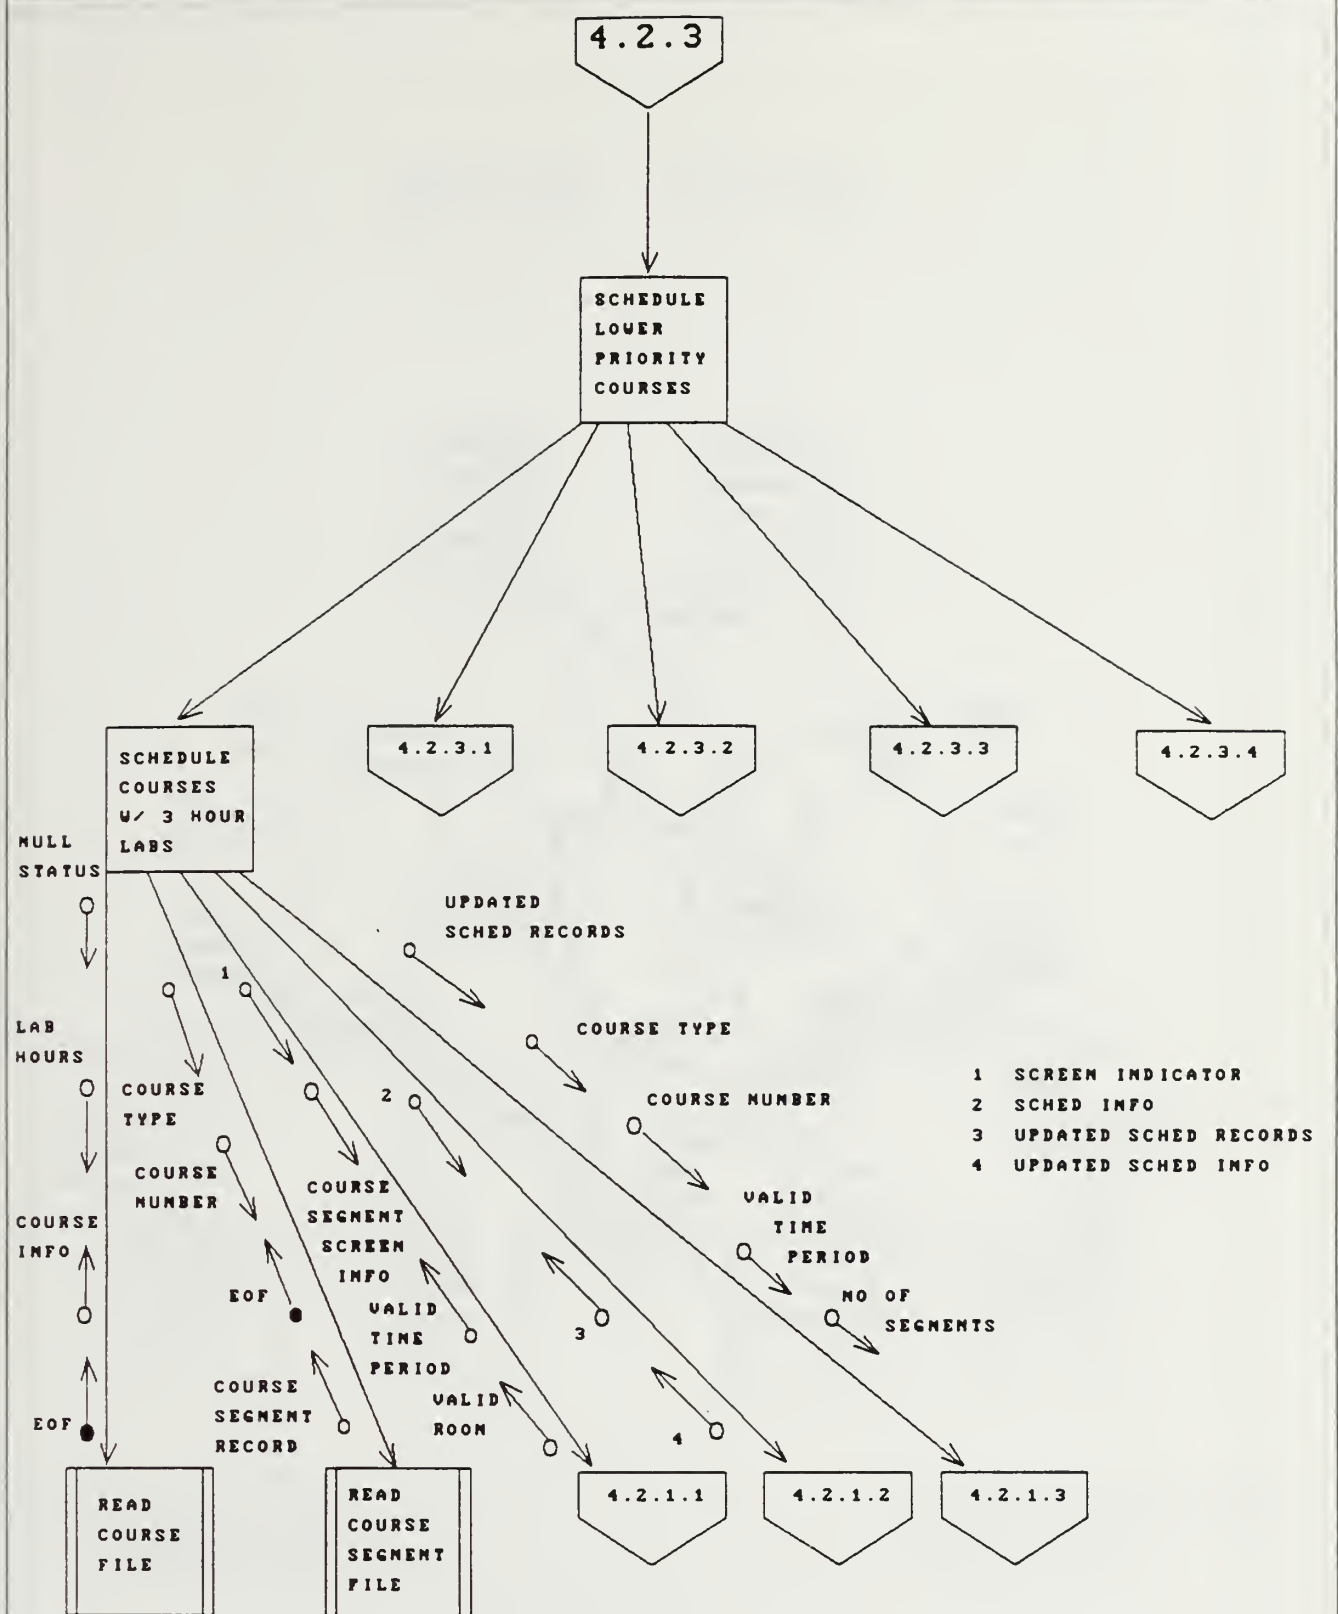 4.2.3
SCHEDULE
LOWER
PRIORITY
COURSES
SCHEDULE
COURSES
W/ 3 HOUR
LABS
4.2.3.1
4.2.3.2
4.2.3.3
4.2.3.4
NULL
STATUS
UPDATED
SCHED RECORDS
1
LAB
HOURS
COURSE TYPE
COURSE
TYPE
2
COURSE NUMBER
1 SCREEN INDICATOR
2 SCHED INFO
3 UPDATED SCHED RECORDS
4 UPDATED SCHED INFO
COURSE
NUMBER
COURSE
SEGMENT
SCREEN
INFO
VALID
TIME
PERIOD
COURSE
INFO
EOF
VALID
TIME
PERIOD
3
NO OF
SEGMENTS
COURSE
SEGMENT
RECORD
VALID
ROOM
4
EOF
READ
COURSE
FILE
READ
COURSE
SEGMENT
FILE
4.2.1.1
4.2.1.2
4.2.1.3